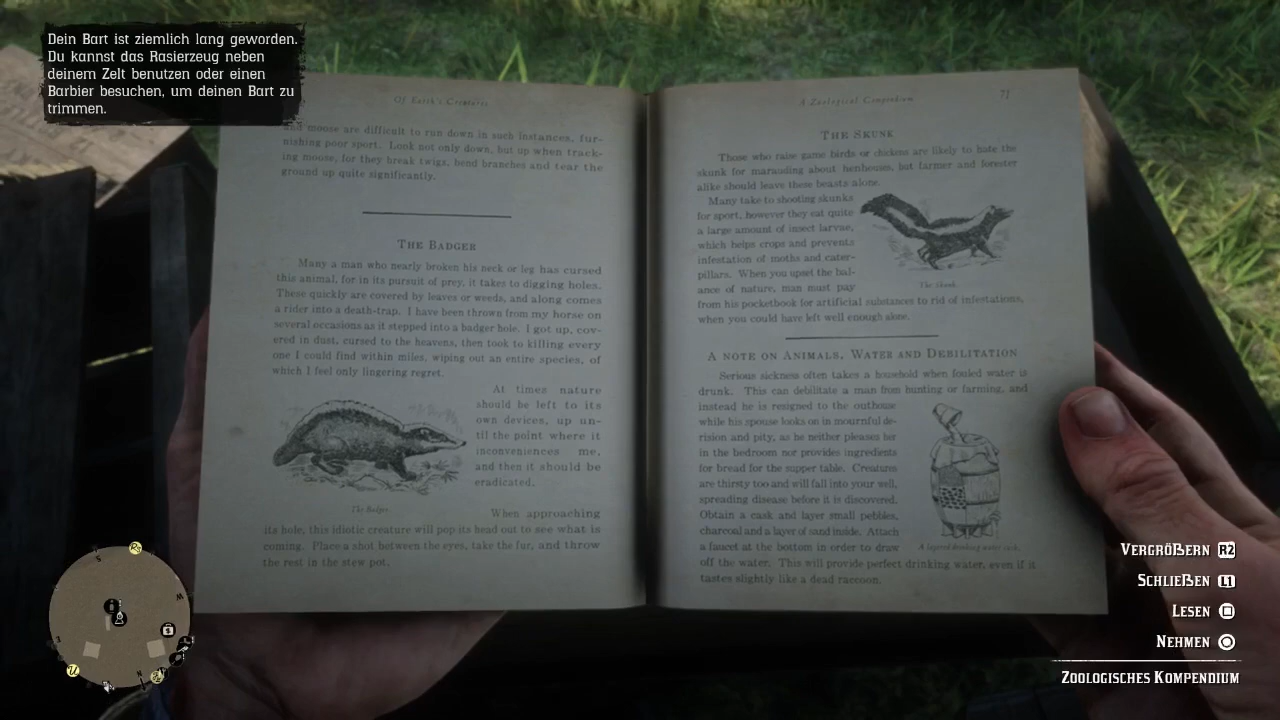 Dein Bart ist ziemlich lang geworden.
Du kannst das Rasierzeug neben
deinem Zelt benutzen oder einen
Barbier besuchen, um deinen Bart zu
trimmen.
Of Earth's Creatures
and moose are difficult to run down in such instances, fur-
nishing poor sport. Look not only down, but up when track-
ing moose, for they break twigs, bend branches and tear the
ground up quite significantly.
THE BADGER
Many a man who nearly broken his neck or leg has cursed
this animal, for in its pursuit of prey, it takes to digging holes.
These quickly are covered by leaves or weeds, and along comes
a rider into a death-trap. I have been thrown from my horse on
several occasions as it stepped into a badger hole. I got up, cov-
ered in dust, cursed to the heavens, then took to killing every
one I could find within miles, wiping out an entire species, of
which I feel only lingering regret.
At times nature
should be left to its
own devices, up un-
til the point where it
inconveniences me,
and then it should be
eradicated.
The Badger.
When approaching
its hole, this idiotic creature will pop its head out to see what is
coming. Place a shot between the eyes, take the fur, and throw
the rest in the stew pot.
A Zoological Compendium
71
THE SKUNK
Those who raise game birds or chickens are likely to hate the
skunk for marauding about henhouses, but farmer and forester
alike should leave these beasts alone.
Many take to shooting skunks
for sport, however they eat quite
a large amount of insect larvae,
which helps crops and prevents
infestation of moths and cater-
pillars. When you upset the bal-
ance of nature, man must pay
The Skunk.
from his pocketbook for artificial substances to rid of infestations,
when you could have left well enough alone.
A NOTE ON ANIMALS, WATER AND DEBILITATION
Serious sickness often takes a household when fouled water is
drunk. This can debilitate a man from hunting or farming, and
instead he is resigned to the outhouse
while his spouse looks on in mournful de-
rision and pity, as he neither pleases her
in the bedroom nor provides ingredients
for bread for the supper table. Creatures
are thirsty too and will fall into your well,
spreading disease before it is discovered.
Obtain a cask and layer small pebbles,
charcoal and a layer of sand inside. Attach
a faucet at the bottom in order to draw
A layered drinking water cask.
off the water. This will provide perfect drinking water, even if it
tastes slightly like a dead raccoon.
VERGRÖẞERN R2
SCHLIEẞEN L1
LESEN
NEHMEN
ZOOLOGISCHES KOMPENDIUM